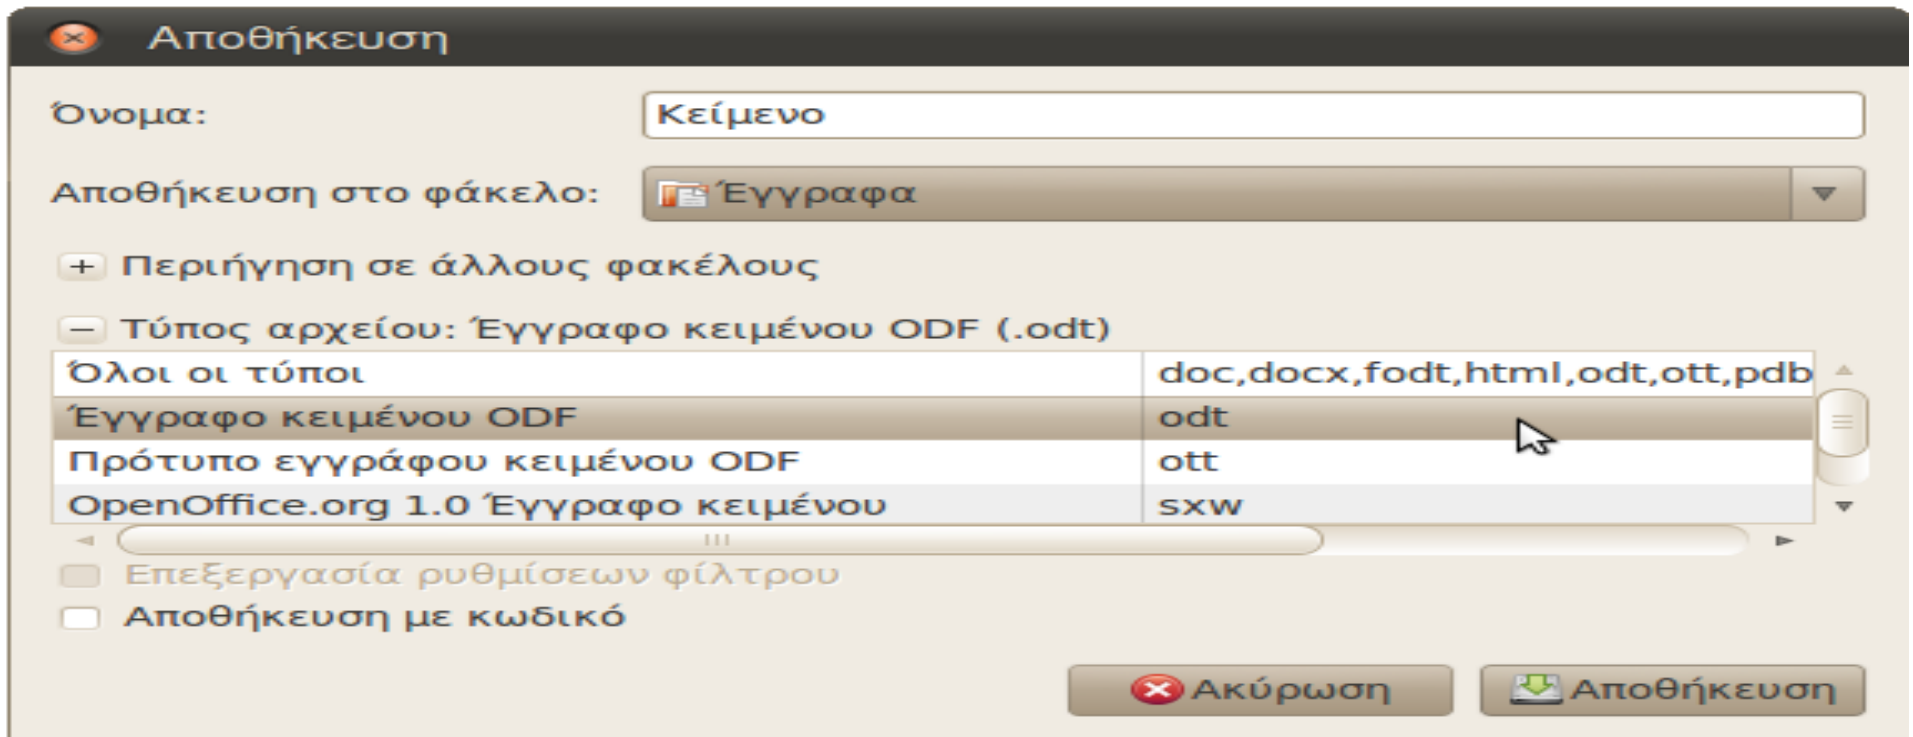 Αποθήκευση
Όνομα: Κείμενο
Αποθήκευση στο φάκελο: Έγγραφα
+ Περιήγηση σε άλλους φακέλους
− Τύπος αρχείου: Έγγραφο κειμένου ODF (.odt)
Όλοι οι τύποι doc,docx,fodt,html,odt,ott,pdb
Έγγραφο κειμένου ODF odt
Πρότυπο εγγράφου κειμένου ODF ott
OpenOffice.org 1.0 Έγγραφο κειμένου sxw
Επεξεργασία ρυθμίσεων φίλτρου
Αποθήκευση με κωδικό
Ακύρωση Αποθήκευση